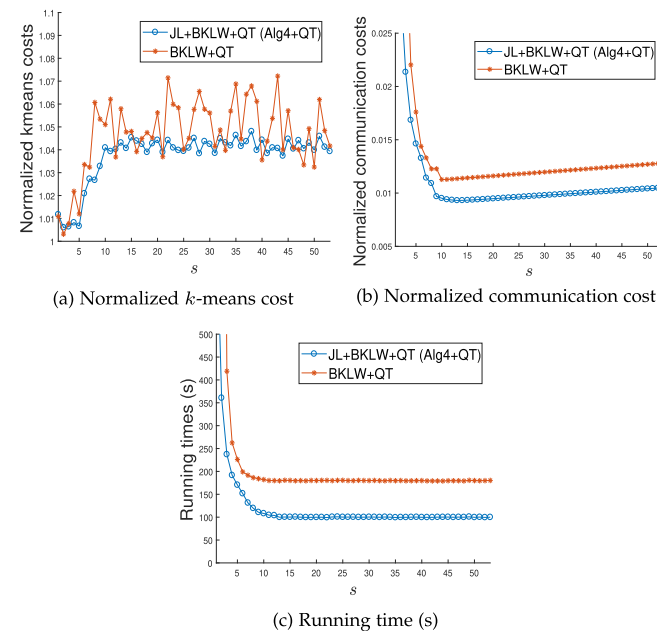 1.1
1.09
1.08
1.07
1.06
1.05
1.04
1.03
1.02
1.01
1
Normalized kmeans costs
JL+BKLW+QT (Alg4+QT)
BKLW+QT
5 10 15 20 25 30 35 40 45 50
s
(a) Normalized k-means cost
0.025
0.02
0.015
0.01
0.005
Normalized communication costs
JL+BKLW+QT (Alg4+QT)
BKLW+QT
5 10 15 20 25 30 35 40 45 50
s
(b) Normalized communication cost
500
450
400
350
300
250
200
150
100
50
0
Running times (s)
JL+BKLW+QT (Alg4+QT)
BKLW+QT
5 10 15 20 25 30 35 40 45 50
s
(c) Running time (s)